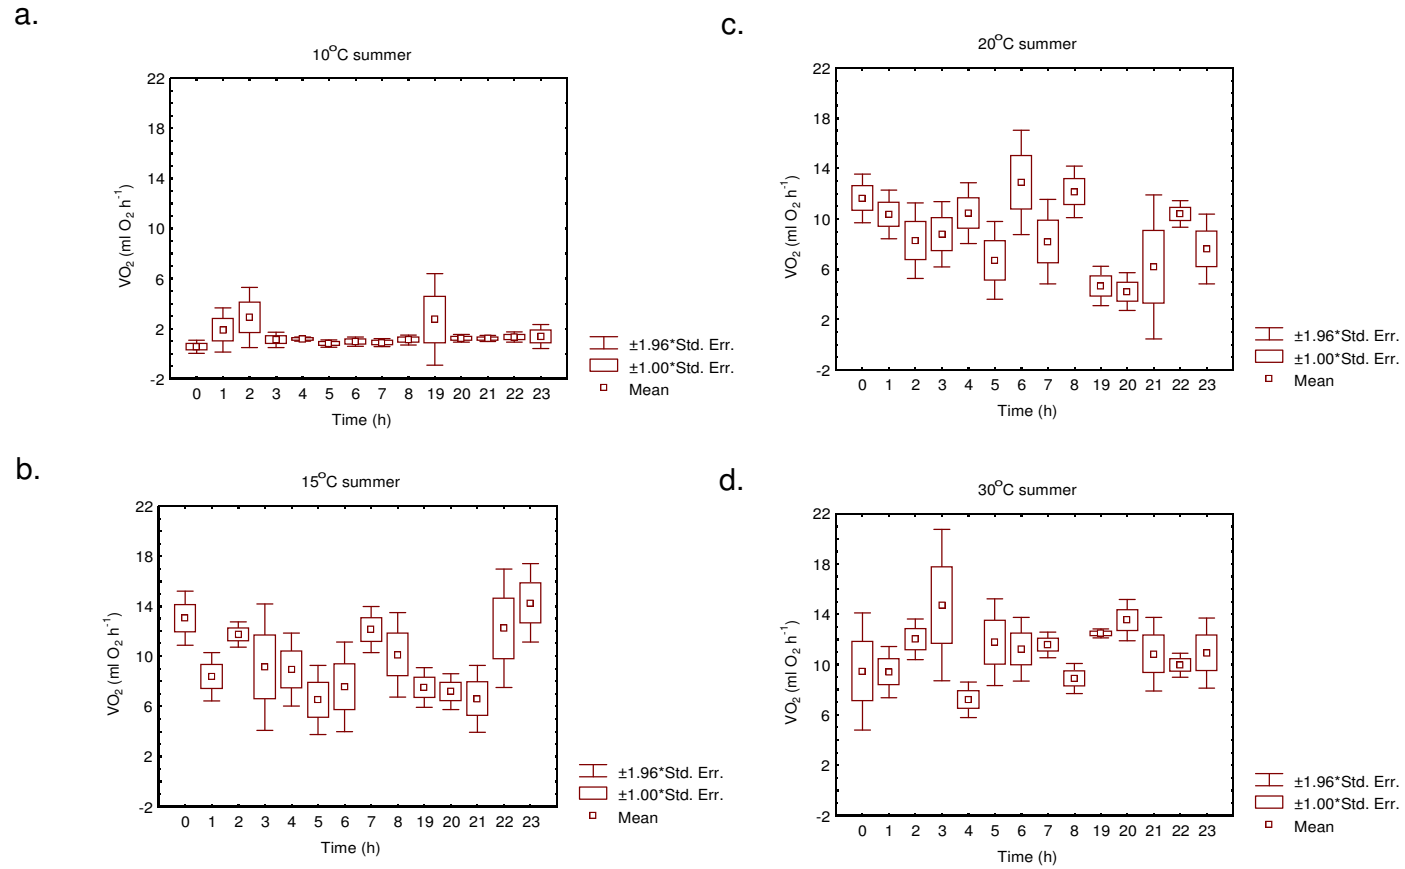 a.
10°C summer
22
18
14
10
6
2
-2
VO2 (ml O2 h-1)
0 1 2 3 4 5 6 7 8 19 20 21 22 23
Time (h)
±1.96*Std. Err.
±1.00*Std. Err.
Mean
b.
15°C summer
22
18
14
10
6
2
-2
VO2 (ml O2 h-1)
0 1 2 3 4 5 6 7 8 19 20 21 22 23
Time (h)
±1.96*Std. Err.
±1.00*Std. Err.
Mean
c.
20°C summer
22
18
14
10
6
2
-2
VO2 (ml O2 h-1)
0 1 2 3 4 5 6 7 8 19 20 21 22 23
Time (h)
±1.96*Std. Err.
±1.00*Std. Err.
Mean
d.
30°C summer
22
18
14
10
6
2
-2
VO2 (ml O2 h-1)
0 1 2 3 4 5 6 7 8 19 20 21 22 23
Time (h)
±1.96*Std. Err.
±1.00*Std. Err.
Mean